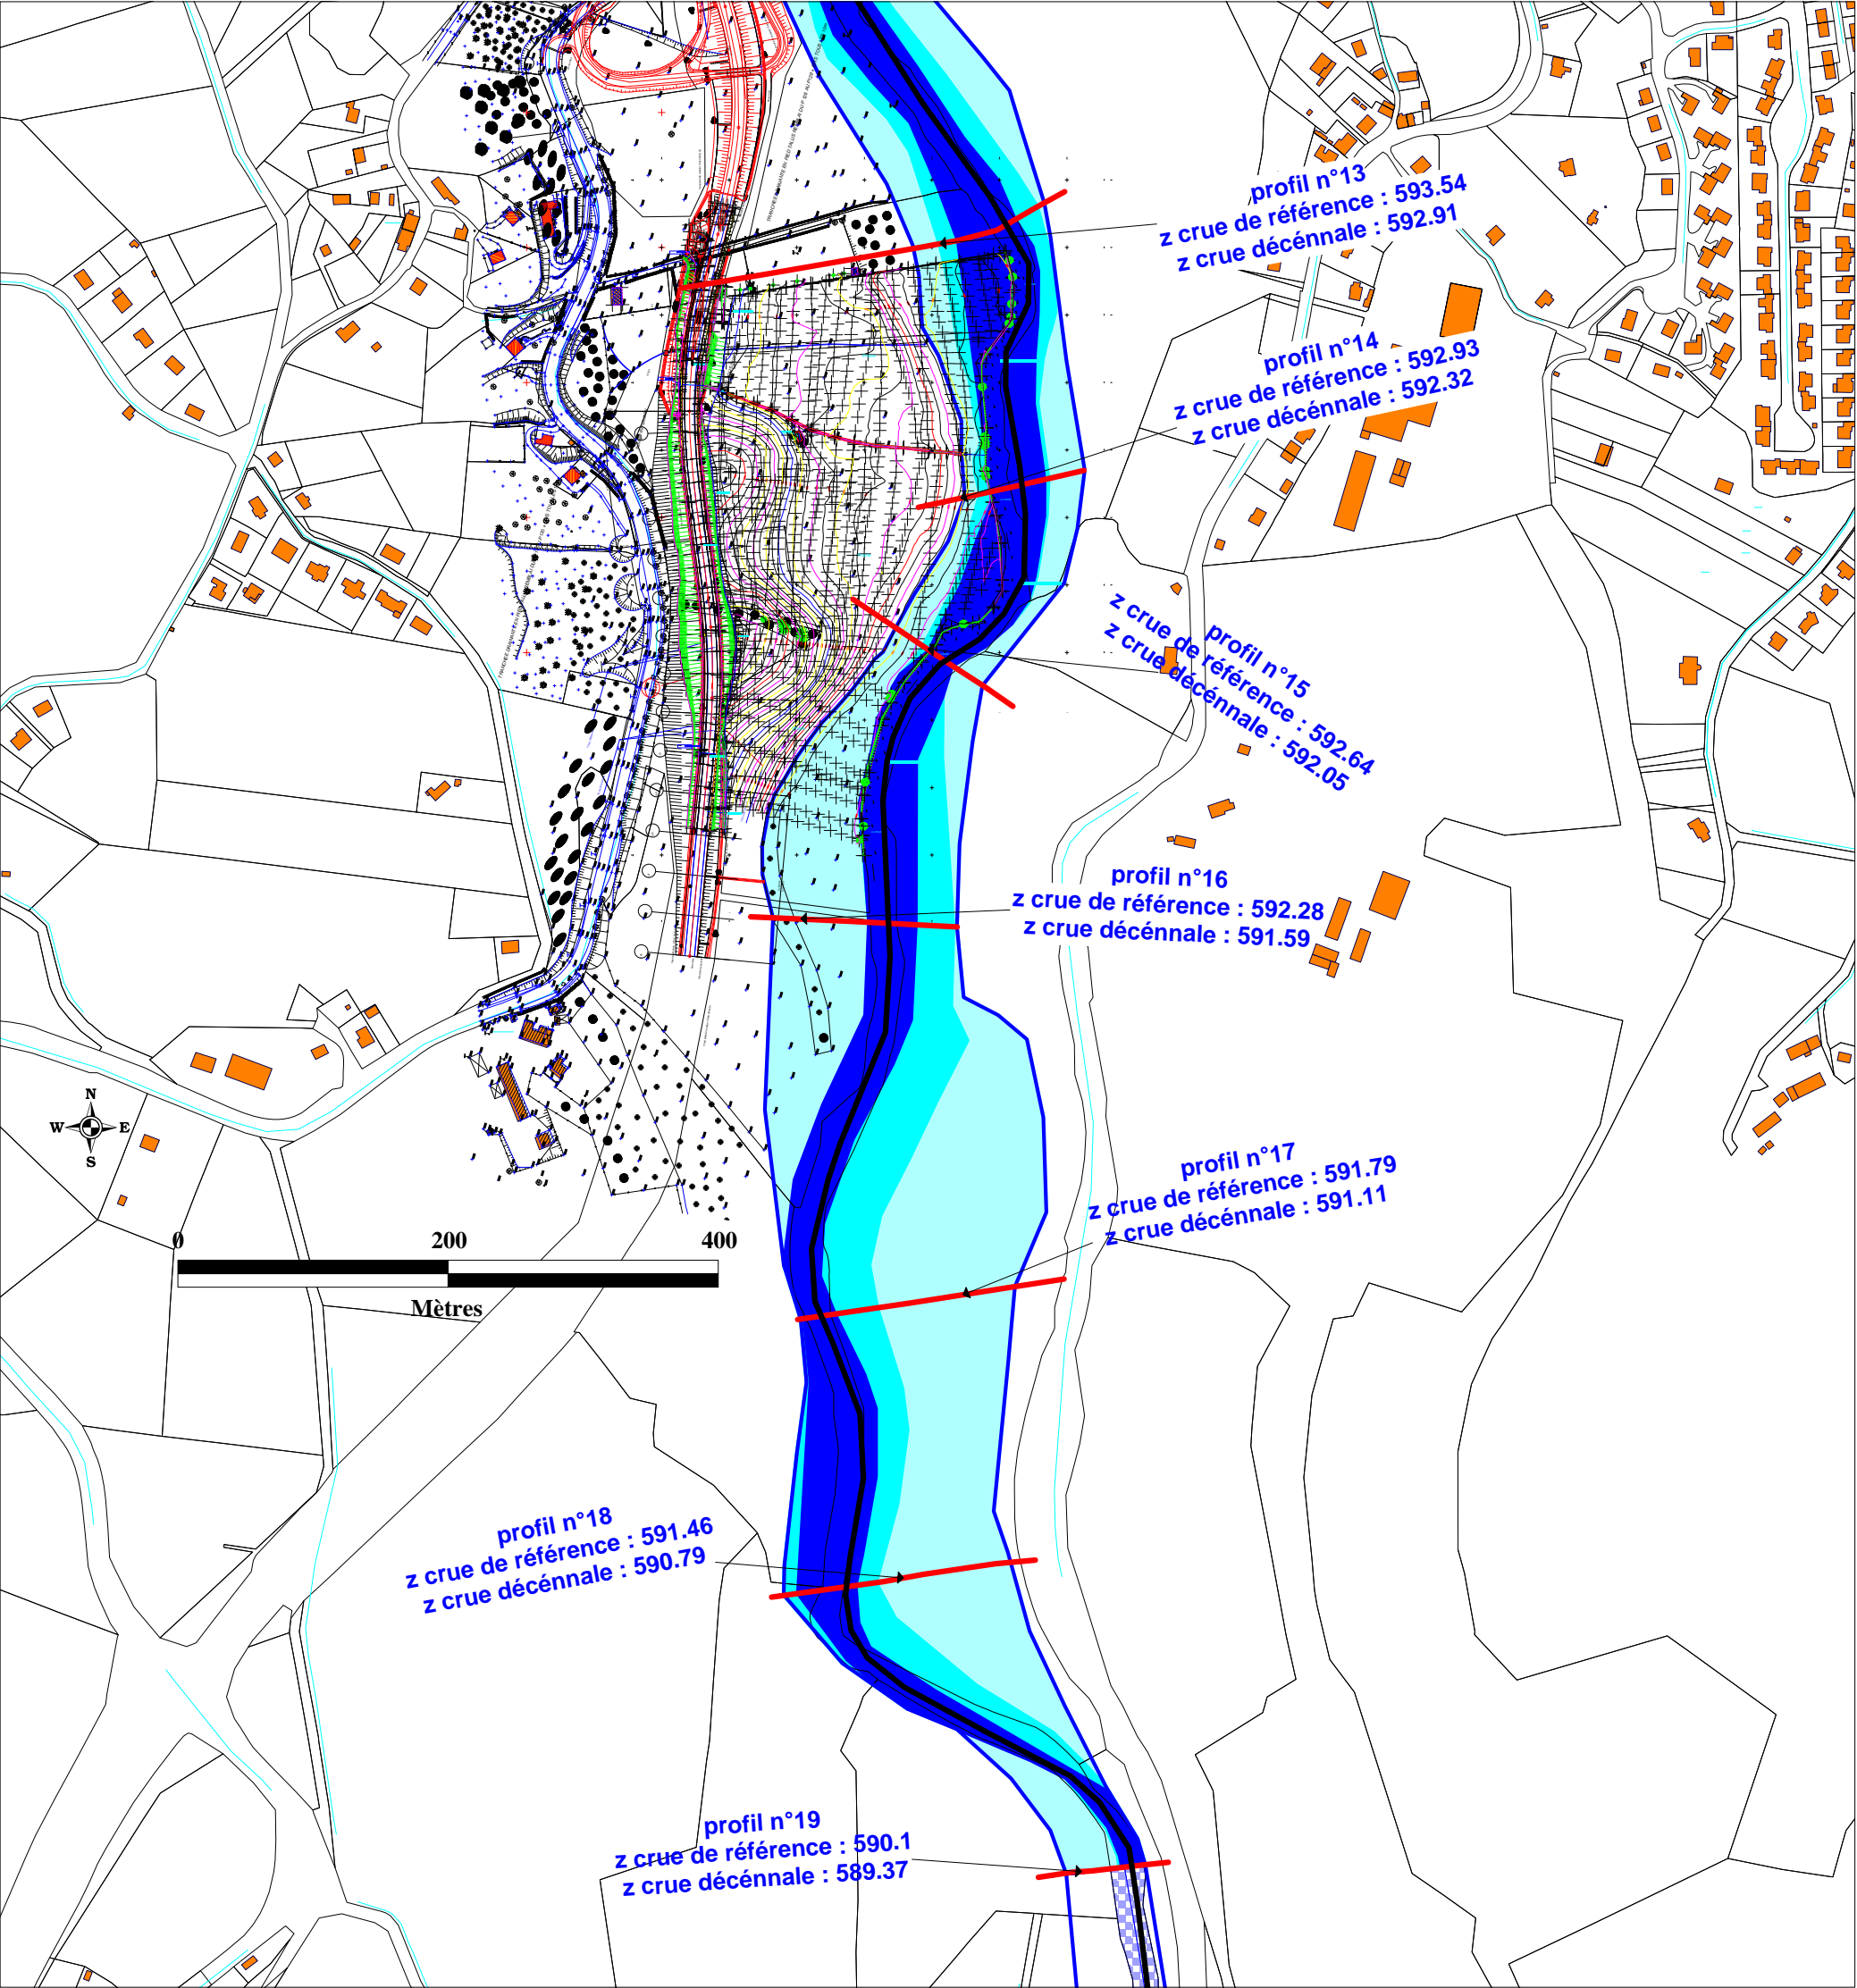 profil n°13
z crue de référence : 593.54
z crue décénnale : 592.91
profil n°14
z crue de référence : 592.93
z crue décénnale : 592.32
profil n°15
z crue de référence : 592.64
z crue décénnale : 592.05
profil n°16
z crue de référence : 592.28
z crue décénnale : 591.59
N
W E
S
profil n°17
z crue de référence : 591.79
z crue décénnale : 591.11
0 200 400
Mètres
profil n°18
z crue de référence : 591.46
z crue décénnale : 590.79
profil n°19
z crue de référence : 590.1
z crue décénnale : 589.37